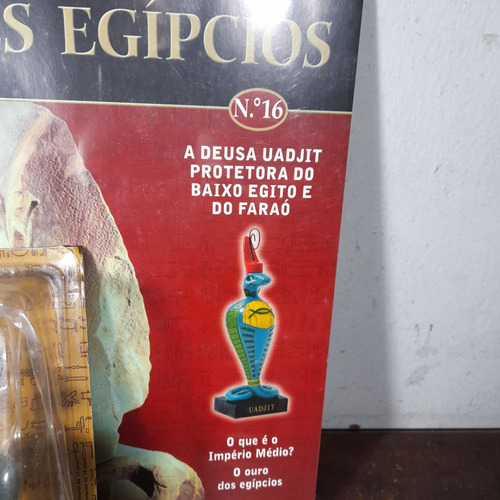 S EGÍPCIOS
N.º16
A DEUSA UADJIT
PROTETORA DO
BAIXO EGITO E
DO FARAÓ
UADJIT
O que é o
Império Médio?
O ouro
dos egípcios